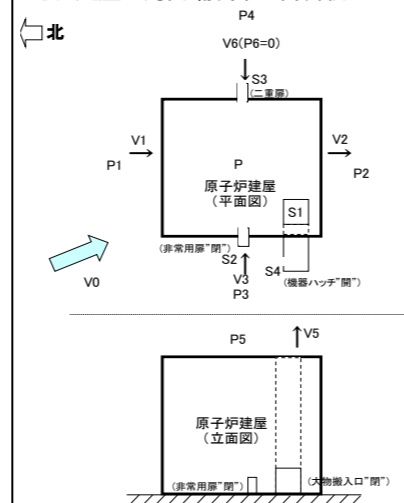 P4
北
V6(P6=0)
S3
(二重扉)
V1
V2
P1
P
P2
原子炉建屋
(平面図)
S1
(非常用扉"閉")
S2
S4
(機器ハッチ"開")
V3
P3
V0
P5
V5
原子炉建屋
(立面図)
(非常用扉"閉")
(大物搬入口"閉")